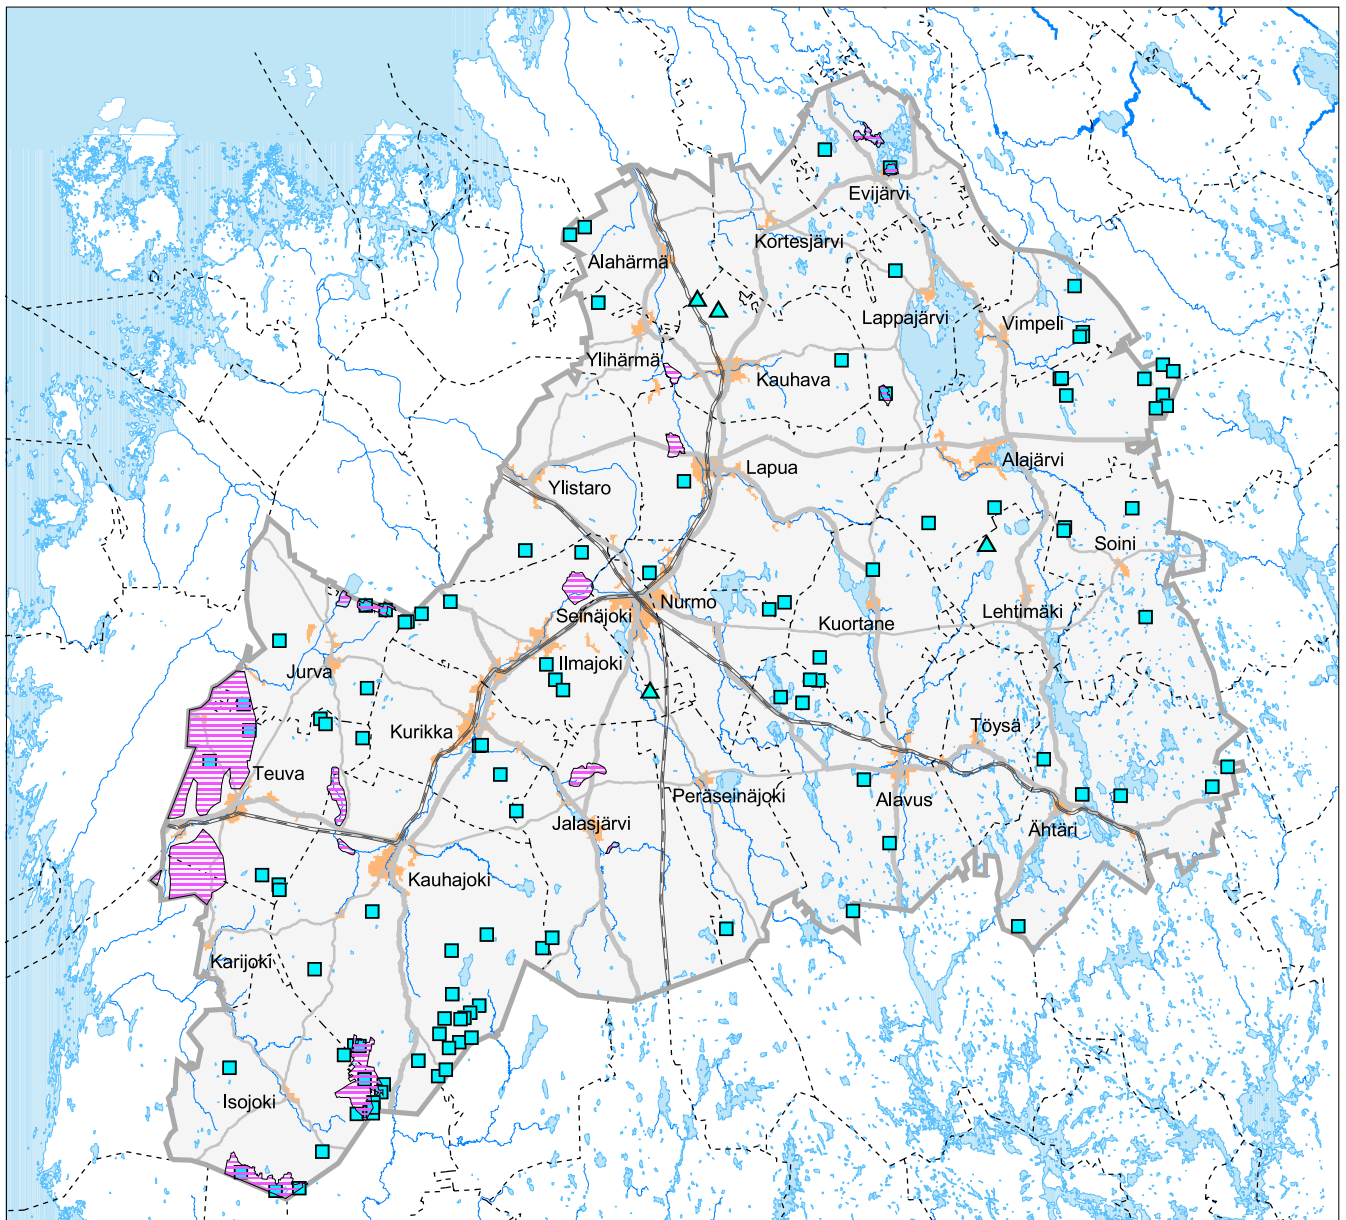 Evijärvi
Kortesjärvi
Alahärmä
Lappajärvi
Vimpeli
Ylihärmä
Kauhava
Alajärvi
Lapua
Ylistaro
Soini
Nurmo
Lehtimäki
Seinäjoki
Kuortane
Ilmajoki
Jurva
Töysä
Kurikka
Teuva
Peräseinäjoki
Alavus
Jalasjärvi
Ähtäri
Kauhajoki
Karijoki
Isojoki